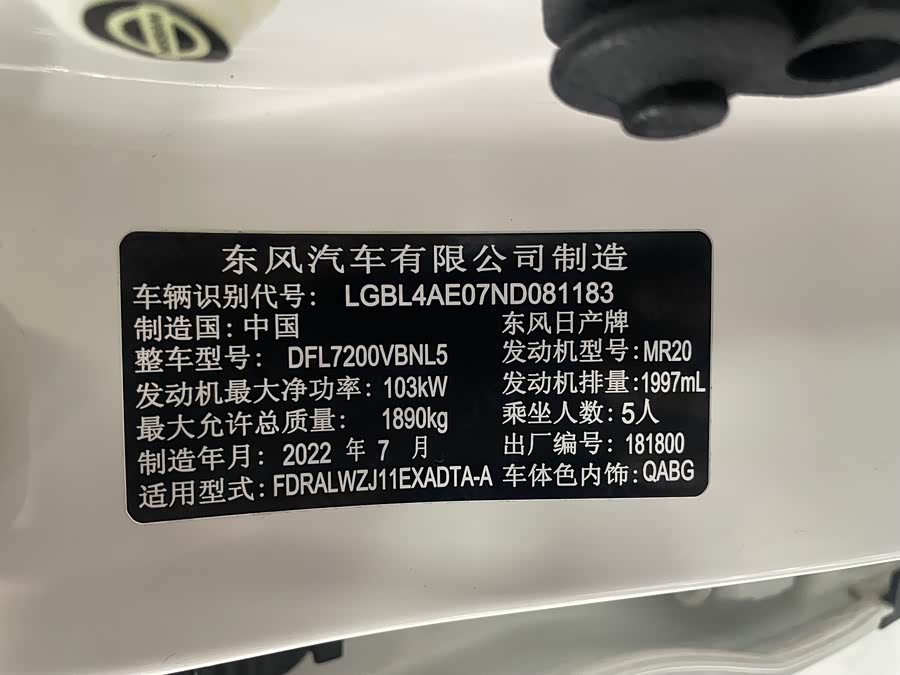 东风汽车有限公司制造
车辆识别代号: LGBL4AE07ND081183
制造国:中国 东风日产牌
整车型号: DFL7200VBNL5 发动机型号:MR20
发动机最大净功率: 103kW 发动机排量:1997mL
最大允许总质量: 1890kg 乘坐人数: 5人
制造年月: 2022 年 7 月 出厂编号: 181800
适用型式:FDRALWZJ11EXADTA-A 车体色内饰:QABG